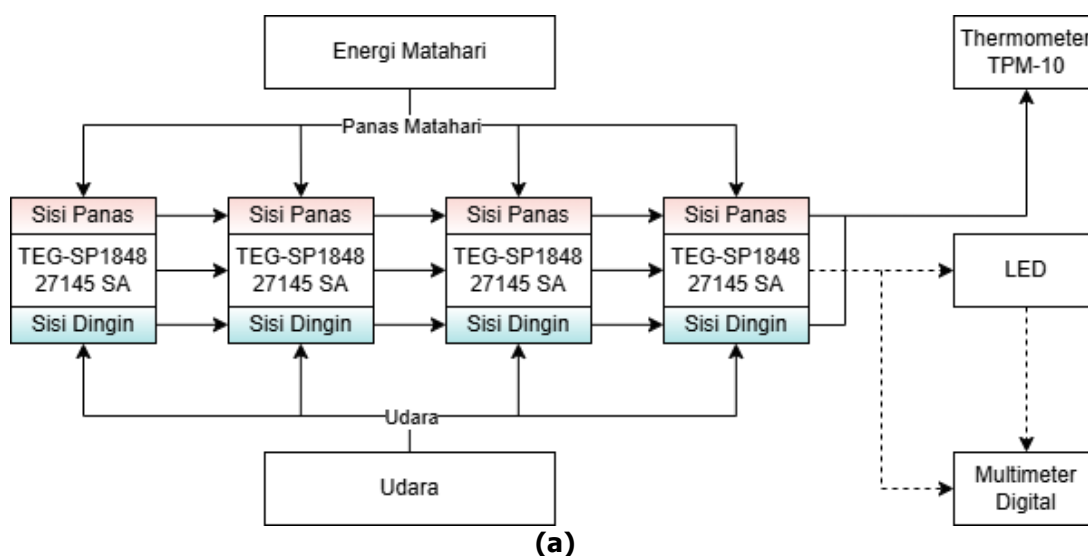 Energi Matahari
Thermometer
TPM-10
Panas Matahari
Sisi Panas
TEG-SP1848
27145 SA
Sisi Dingin
Sisi Panas
TEG-SP1848
27145 SA
Sisi Dingin
Sisi Panas
TEG-SP1848
27145 SA
Sisi Dingin
Sisi Panas
TEG-SP1848
27145 SA
Sisi Dingin
LED
Udara
Udara
Multimeter
Digital
(a)